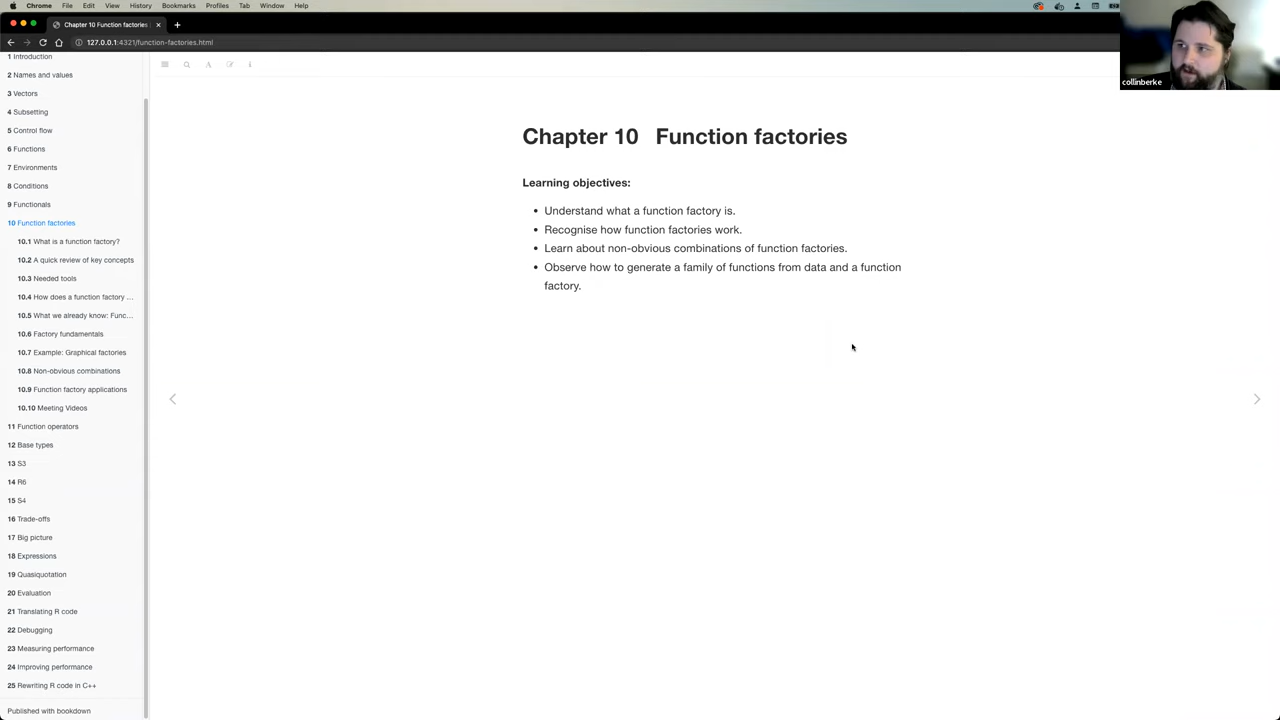 Chrome File Edit View History Bookmarks Profiles Tab Window Help
Chapter 10 Function factories
127.0.0.1:4321/function-factories.html
collinberke
1 Introduction
2 Names and values
3 Vectors
4 Subsetting
5 Control flow
6 Functions
7 Environments
8 Conditions
9 Functionals
10 Function factories
10.1 What is a function factory?
10.2 A quick review of key concepts
10.3 Needed tools
10.4 How does a function factory ...
10.5 What we already know: Func...
10.6 Factory fundamentals
10.7 Example: Graphical factories
10.8 Non-obvious combinations
10.9 Function factory applications
10.10 Meeting Videos
11 Function operators
12 Base types
13 S3
14 R6
15 S4
16 Trade-offs
17 Big picture
18 Expressions
19 Quasiquotation
20 Evaluation
21 Translating R code
22 Debugging
23 Measuring performance
24 Improving performance
25 Rewriting R code in C++
Published with bookdown
Chapter 10 Function factories
Learning objectives:
• Understand what a function factory is.
• Recognise how function factories work.
• Learn about non-obvious combinations of function factories.
• Observe how to generate a family of functions from data and a function
factory.